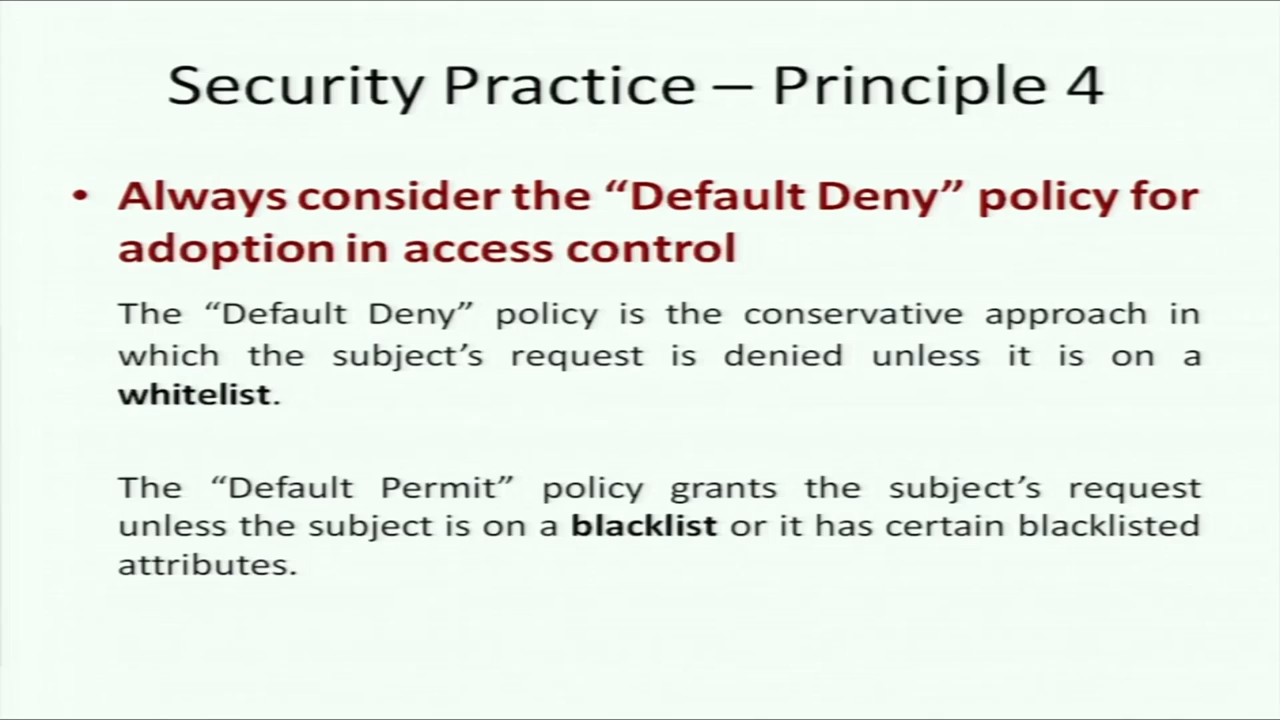 Security Practice – Principle 4
• Always consider the “Default Deny” policy for
adoption in access control
The “Default Deny” policy is the conservative approach in
which the subject’s request is denied unless it is on a
whitelist.
The “Default Permit” policy grants the subject’s request
unless the subject is on a blacklist or it has certain blacklisted
attributes.